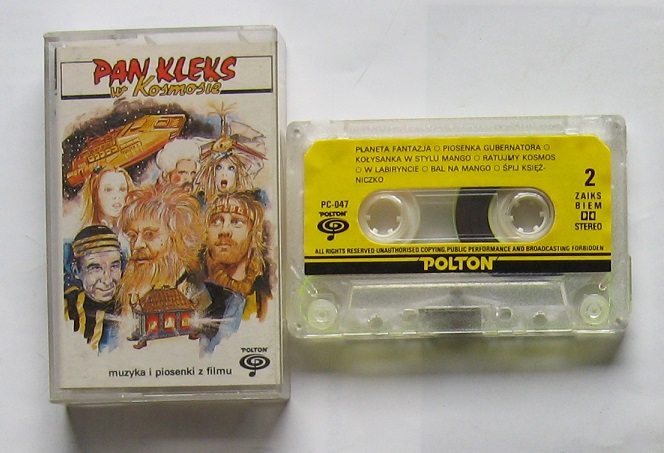 PAN KLEKS
w Kosmosie
POLTON
muzyka i piosenki z filmu
PLANETA FANTAZJA ○ PIOSENKA GUBERNATORA ○
KOŁYSANKA W STYLU MANGO ○ RATUJMY KOSMOS
○ W LABIRYNCIE ○ BAL NA MANGO ○ ŚPIJ KSIĘŻ-
NICZKO
2
PC-047
ZAIKS
BIEM
POLTON
STEREO
ALL RIGHTS RESERVED UNAUTHORISED COPYING, PUBLIC PERFORMANCE AND BROADCASTING FORBIDDEN
POLTON